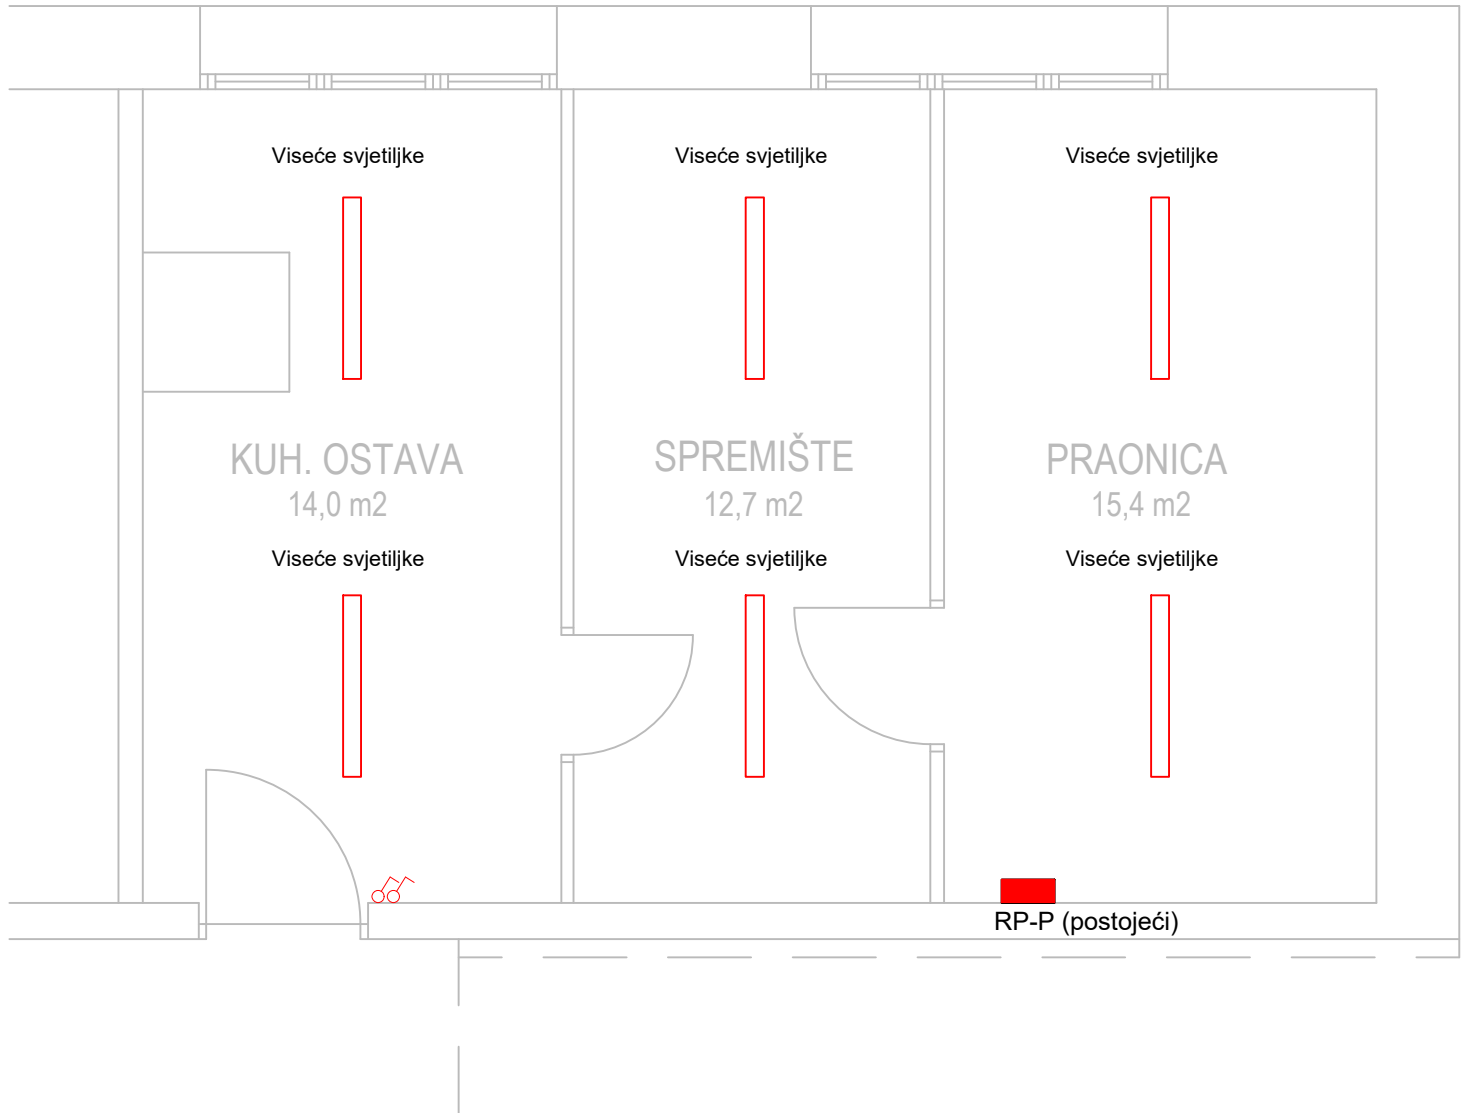 Viseće svjetiljke
Viseće svjetiljke
Viseće svjetiljke
KUH. OSTAVA
14,0 m2
SPREMIŠTE
12,7 m2
PRAONICA
15,4 m2
Viseće svjetiljke
Viseće svjetiljke
Viseće svjetiljke
RP-P (postojeći)